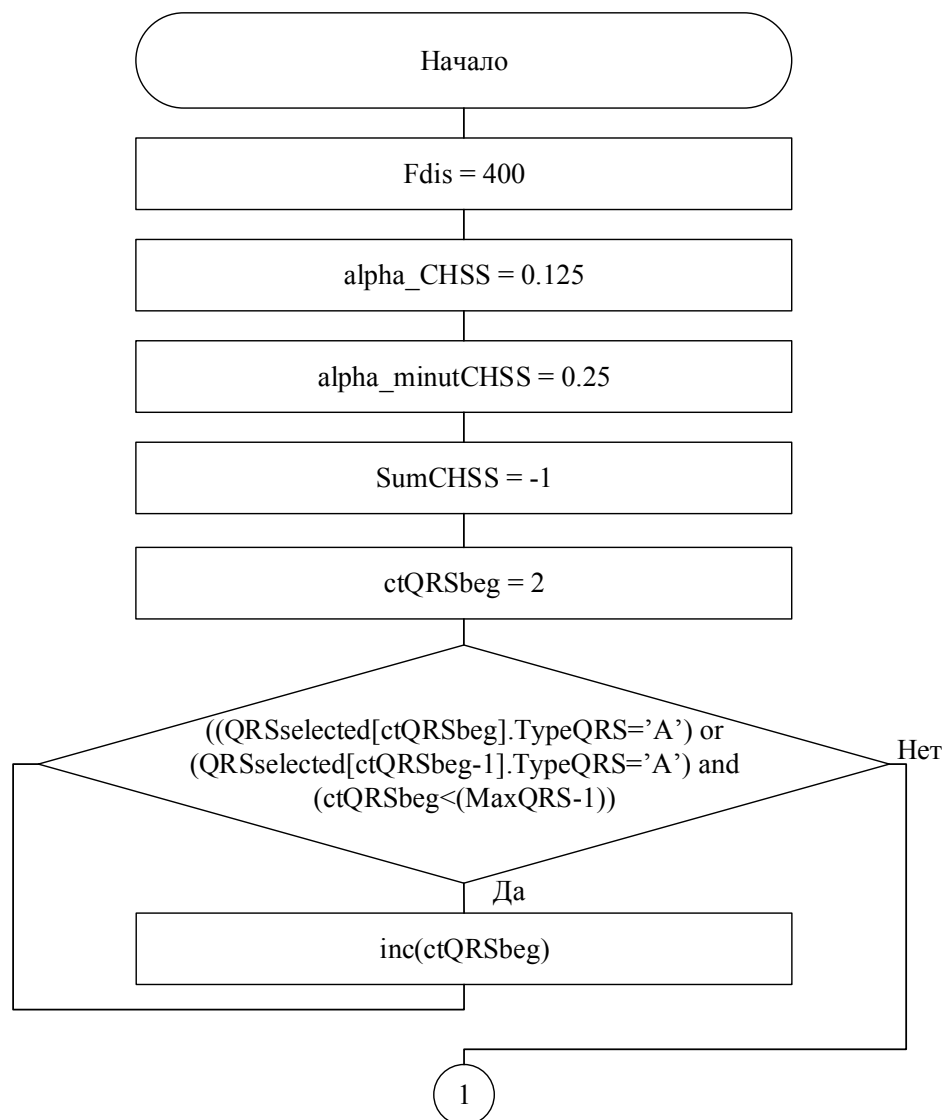 Начало
Fdis = 400
alpha_CHSS = 0.125
alpha_minutCHSS = 0.25
SumCHSS = -1
ctQRSbeg = 2
((QRSselected[ctQRSbeg].TypeQRS=’A’) or
(QRSselected[ctQRSbeg-1].TypeQRS=’A’) and
(ctQRSbeg<(MaxQRS-1))
Нет
Да
inc(ctQRSbeg)
1